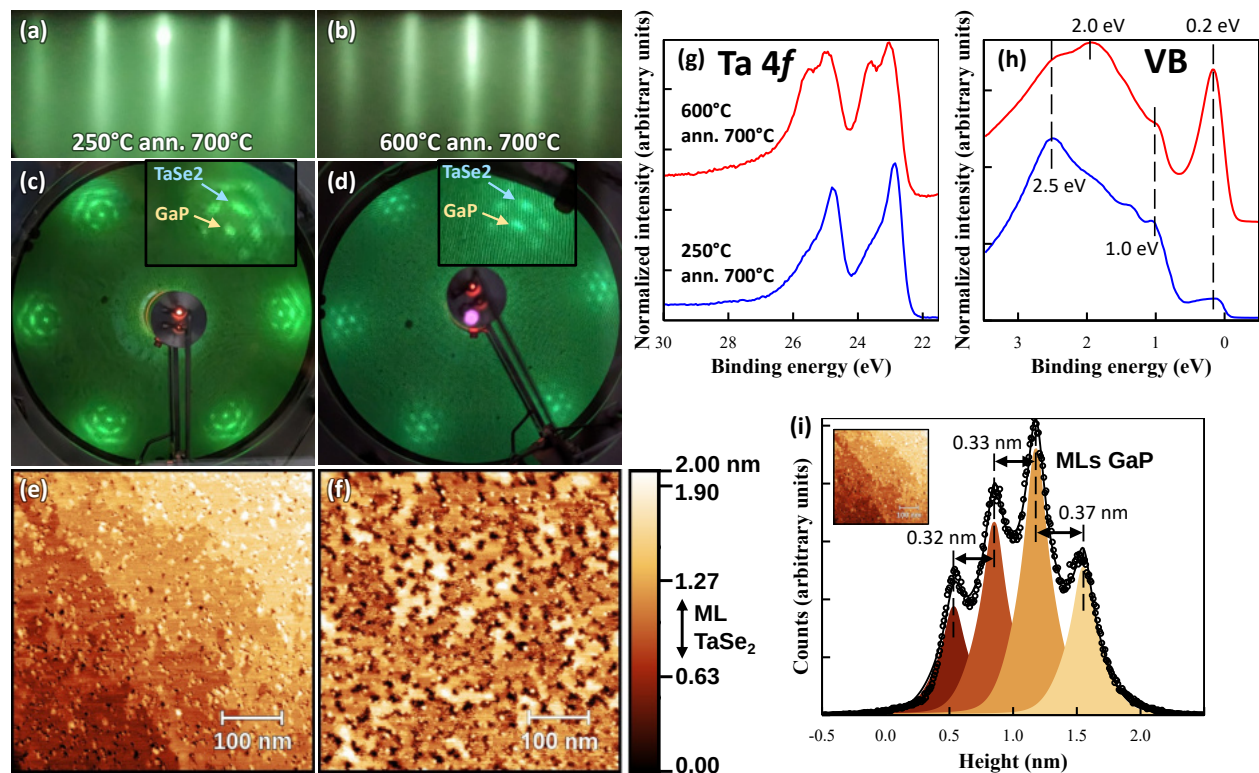 (a)
250°C ann. 700°C
(b)
600°C ann. 700°C
(c)
TaSe2
GaP
(d)
TaSe2
GaP
(e)
100 nm
(f)
100 nm
2.00 nm
1.90
1.27
ML
TaSe₂
0.63
0.00
(g) Ta 4f
Normalized intensity (arbitrary units)
600°C
ann. 700°C
250°C
ann. 700°C
30 28 26 24 22
Binding energy (eV)
(h) VB
Normalized intensity (arbitrary units)
2.0 eV
0.2 eV
2.5 eV
1.0 eV
3 2 1 0
Binding energy (eV)
(i)
MLs GaP
Counts (arbitrary units)
100 nm
0.33 nm
0.37 nm
0.32 nm
-0.5 0.0 0.5 1.0 1.5 2.0
Height (nm)